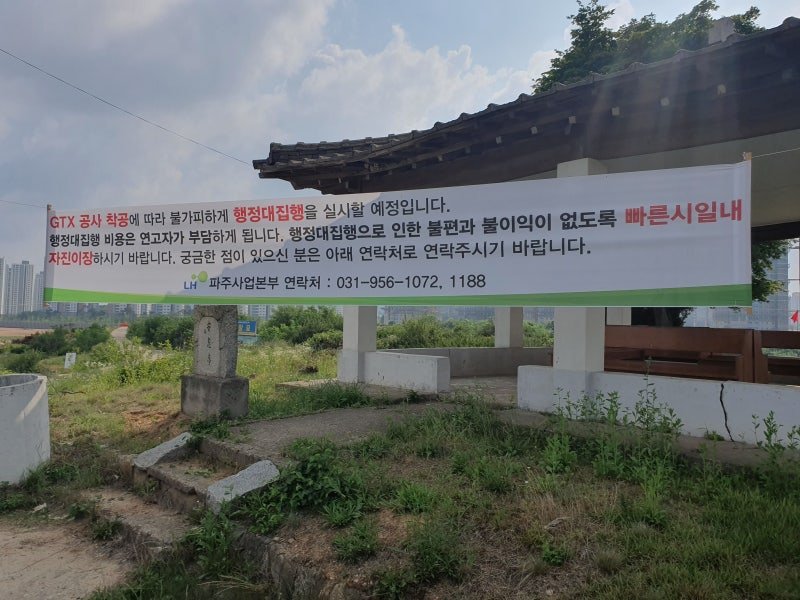 GTX 공사 착공에 따라 불가피하게 행정대집행을 실시할 예정입니다.
행정대집행 비용은 연고자가 부담하게 됩니다. 행정대집행으로 인한 불편과 불이익이 없도록 빠른시일내
자진이장하시기 바랍니다. 궁금한 점이 있으신 분은 아래 연락처로 연락주시기 바랍니다.
LH 파주사업본부 연락처 : 031-956-1072, 1188